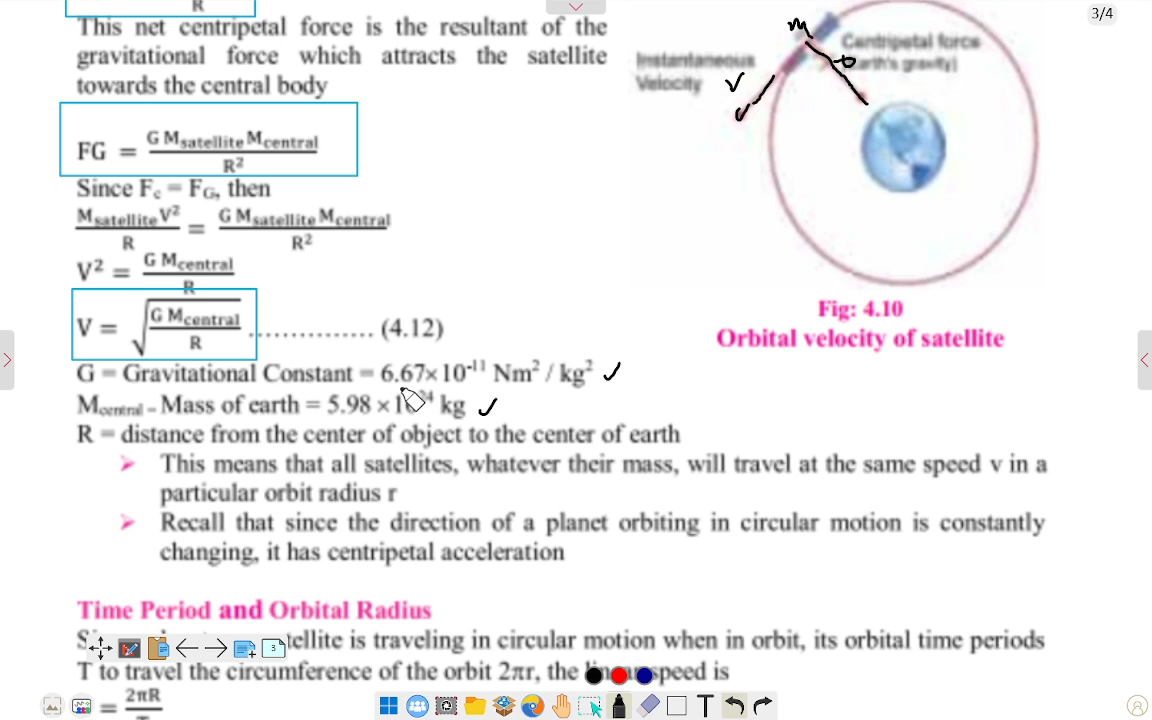 R
This net centripetal force is the resultant of the
gravitational force which attracts the satellite
towards the central body
FG = G Msatellite Mcentral / R²
Since Fc = FG, then
Msatellite V² / R = G Msatellite Mcentral / R²
V² = G Mcentral / R
V = √(G Mcentral / R) ............... (4.12)
G = Gravitational Constant = 6.67×10⁻¹¹ Nm² / kg² ✓
Mcentral – Mass of earth = 5.98 × kg ✓
R = distance from the center of object to the center of earth
➢ This means that all satellites, whatever their mass, will travel at the same speed v in a
particular orbit radius r
➢ Recall that since the direction of a planet orbiting in circular motion is constantly
changing, it has centripetal acceleration
Time Period and Orbital Radius
satellite is traveling in circular motion when in orbit, its orbital time periods
T to travel the circumference of the orbit 2πr, the speed is
= 2πR
3/4
m
Instantaneous
Velocity V
Centripetal force
(earth's gravity)
Fig: 4.10
Orbital velocity of satellite
3
T